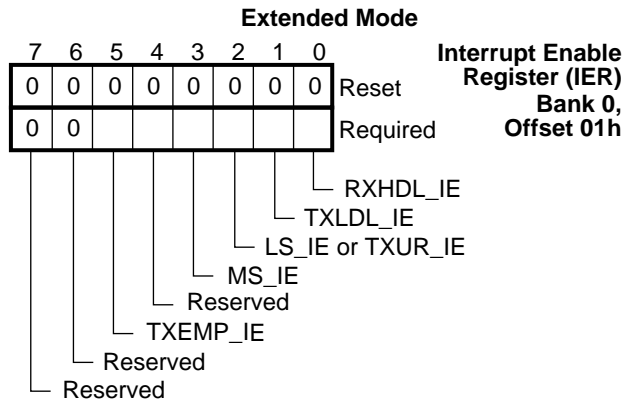 Extended Mode
7 6 5 4 3 2 1 0
Interrupt Enable
Register (IER)
Bank 0,
Offset 01h
0 0 0 0 0 0 0 0 Reset
0 0 Required
RXHDL_IE
TXLDL_IE
LS_IE or TXUR_IE
MS_IE
Reserved
TXEMP_IE
Reserved
Reserved